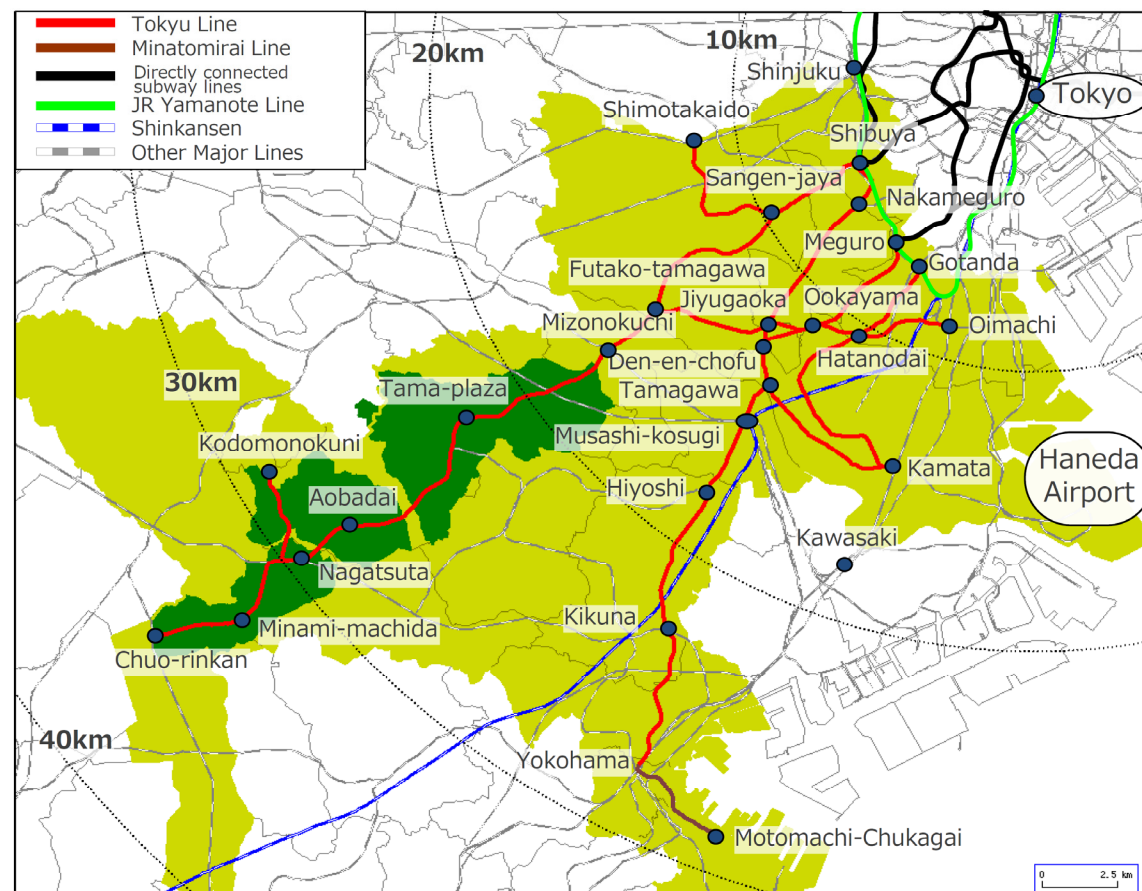 Tokyu Line
Minatomirai Line
Directly connected
subway lines
JR Yamanote Line
Shinkansen
Other Major Lines
20km
10km
Shinjuku
Tokyo
Shimotakaido
Shibuya
Sangen-jaya
Nakameguro
Meguro
Gotanda
Futako-tamagawa
Jiyugaoka
Ookayama
Mizonokuchi
Oimachi
Den-en-chofu
Hatanodai
30km
Tama-plaza
Tamagawa
Musashi-kosugi
Kodomonokuni
Kamata
Haneda
Airport
Hiyoshi
Aobadai
Kawasaki
Nagatsuta
Kikuna
Minami-machida
Chuo-rinkan
40km
Yokohama
Motomachi-Chukagai
0 2.5 km